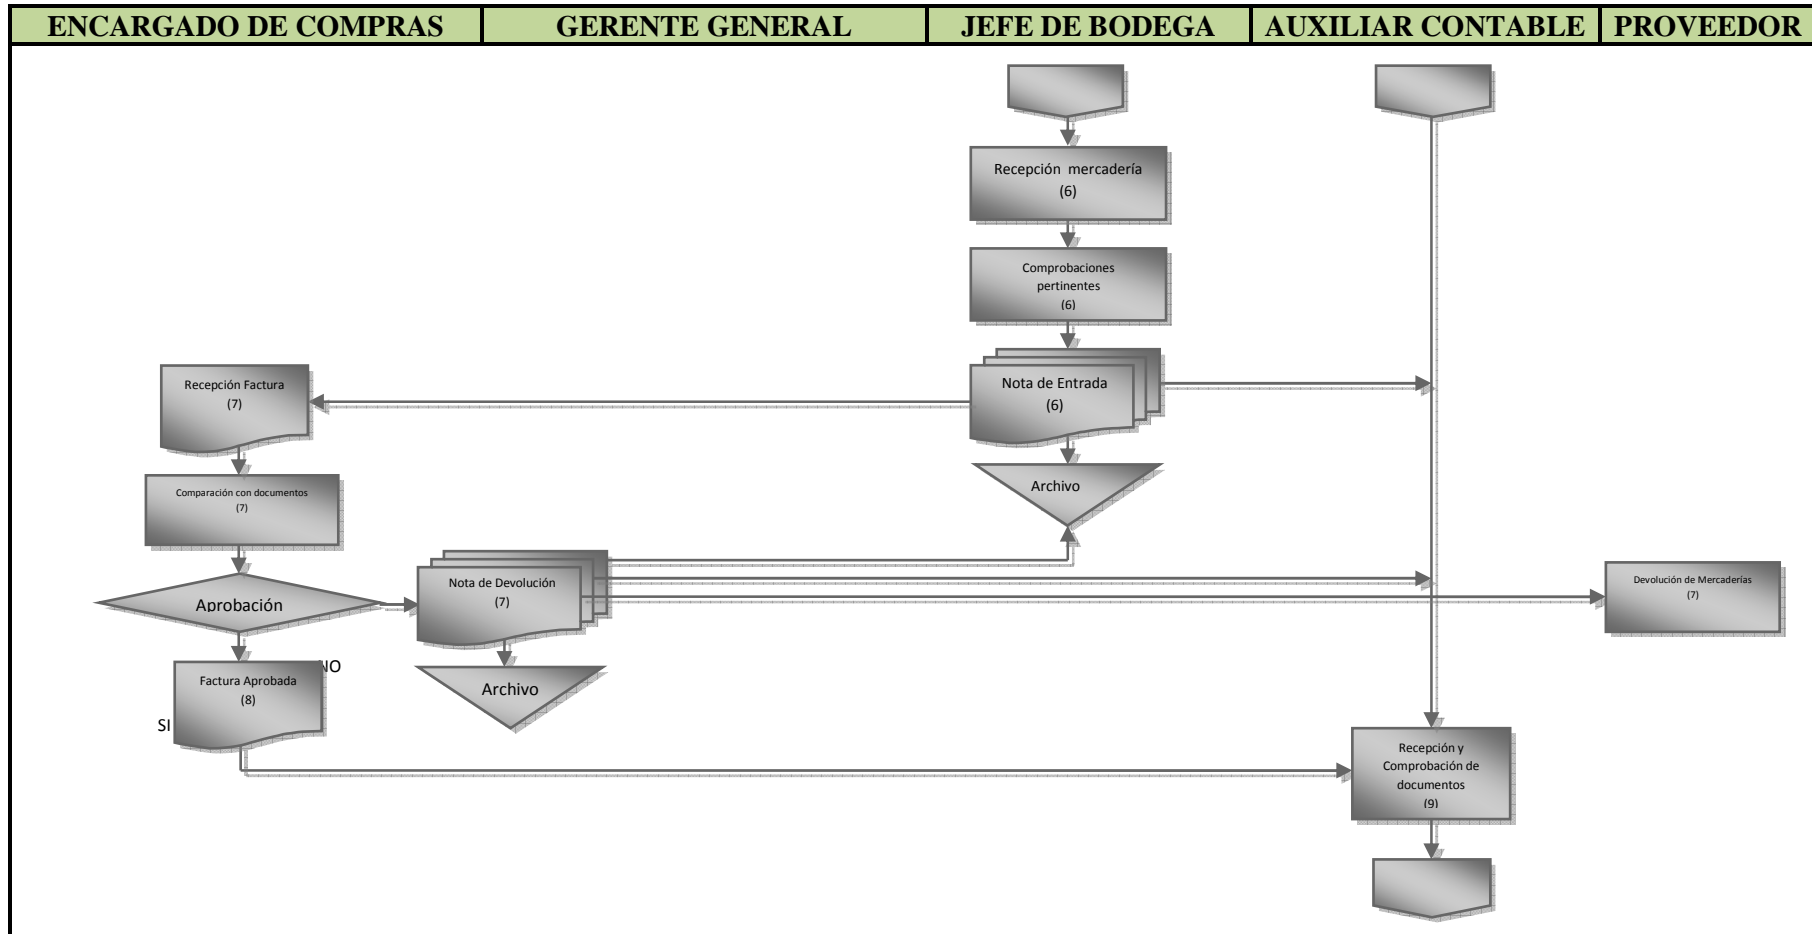 ENCARGADO DE COMPRAS
GERENTE GENERAL
JEFE DE BODEGA
AUXILIAR CONTABLE
PROVEEDOR
Recepción mercadería
(6)
Comprobaciones
pertinentes
(6)
Nota de Entrada
(6)
Archivo
Recepción Factura
(7)
Comparación con documentos
(7)
Aprobación
Nota de Devolución
(7)
Archivo
Devolución de Mercaderías
(7)
NO
Factura Aprobada
(8)
SI
Recepción y
Comprobación de
documentos
(9)